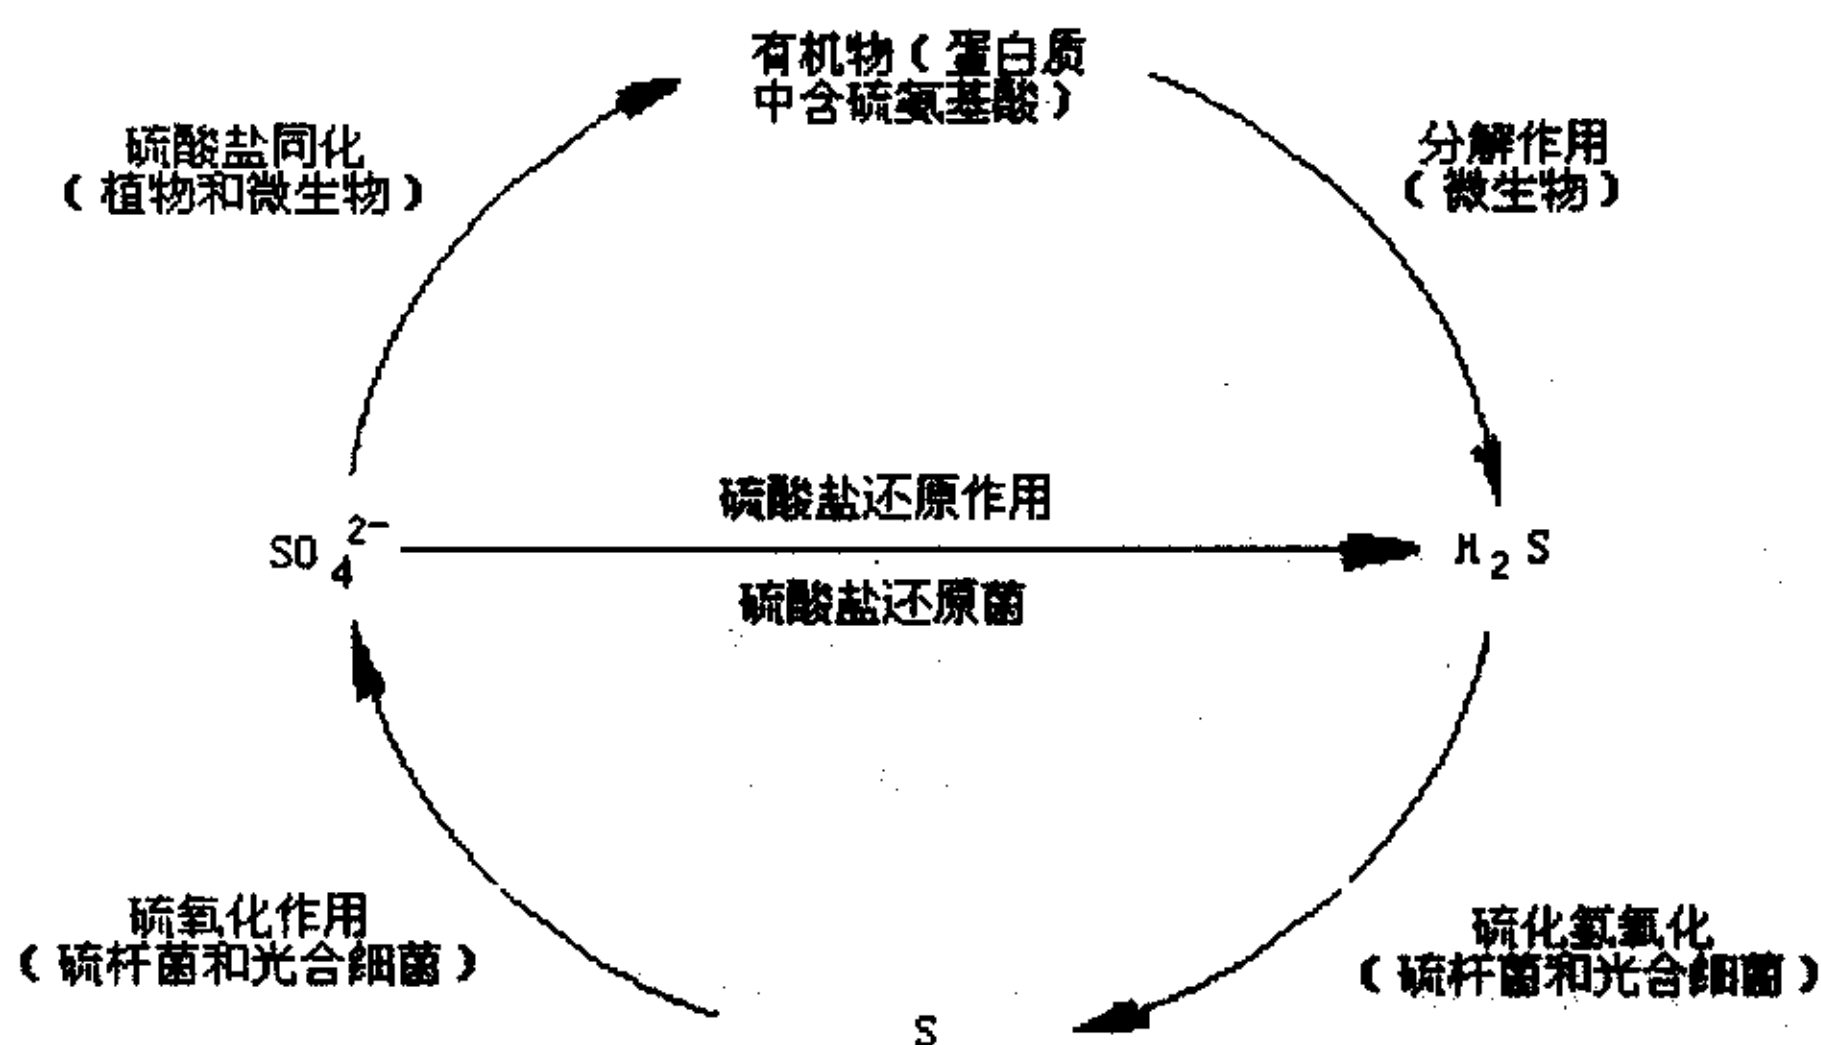 有机物(蛋白质
中含硫氨基酸)
硫酸盐同化
(植物和微生物)
分解作用
(微生物)
硫酸盐还原作用
SO₄²⁻
H₂S
硫酸盐还原菌
硫氧化作用
(硫杆菌和光合细菌)
硫化氢氧化
(硫杆菌和光合细菌)
S